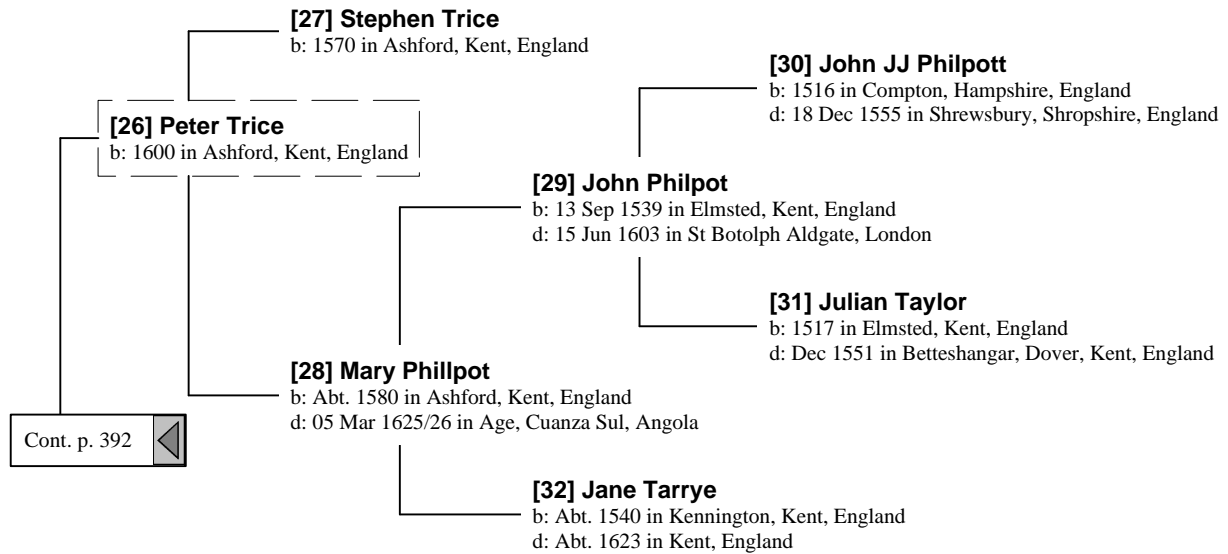 [27] Stephen Trice
b: 1570 in Ashford, Kent, England
[30] John JJ Philpott
b: 1516 in Compton, Hampshire, England
d: 18 Dec 1555 in Shrewsbury, Shropshire, England
[26] Peter Trice
b: 1600 in Ashford, Kent, England
[29] John Philpot
b: 13 Sep 1539 in Elmsted, Kent, England
d: 15 Jun 1603 in St Botolph Aldgate, London
[31] Julian Taylor
b: 1517 in Elmsted, Kent, England
d: Dec 1551 in Betteshangar, Dover, Kent, England
[28] Mary Phillpot
b: Abt. 1580 in Ashford, Kent, England
d: 05 Mar 1625/26 in Age, Cuanza Sul, Angola
Cont. p. 392
[32] Jane Tarrye
b: Abt. 1540 in Kennington, Kent, England
d: Abt. 1623 in Kent, England